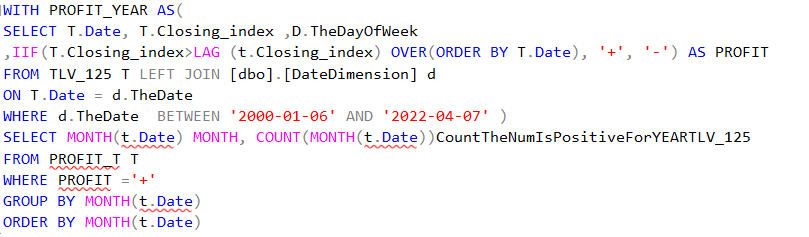 WITH PROFIT_YEAR AS(
SELECT T.Date, T.Closing_index ,D.TheDayOfWeek
,IIF(T.Closing_index>LAG (t.Closing_index) OVER(ORDER BY T.Date), '+', '-') AS PROFIT
FROM TLV_125 T LEFT JOIN [dbo].[DateDimension] d
ON T.Date = d.TheDate
WHERE d.TheDate  BETWEEN '2000-01-06' AND '2022-04-07' )
SELECT MONTH(t.Date) MONTH, COUNT(MONTH(t.Date))CountTheNumIsPositiveForYEARTLV_125
FROM PROFIT_T T
WHERE PROFIT ='+'
GROUP BY MONTH(t.Date)
ORDER BY MONTH(t.Date)